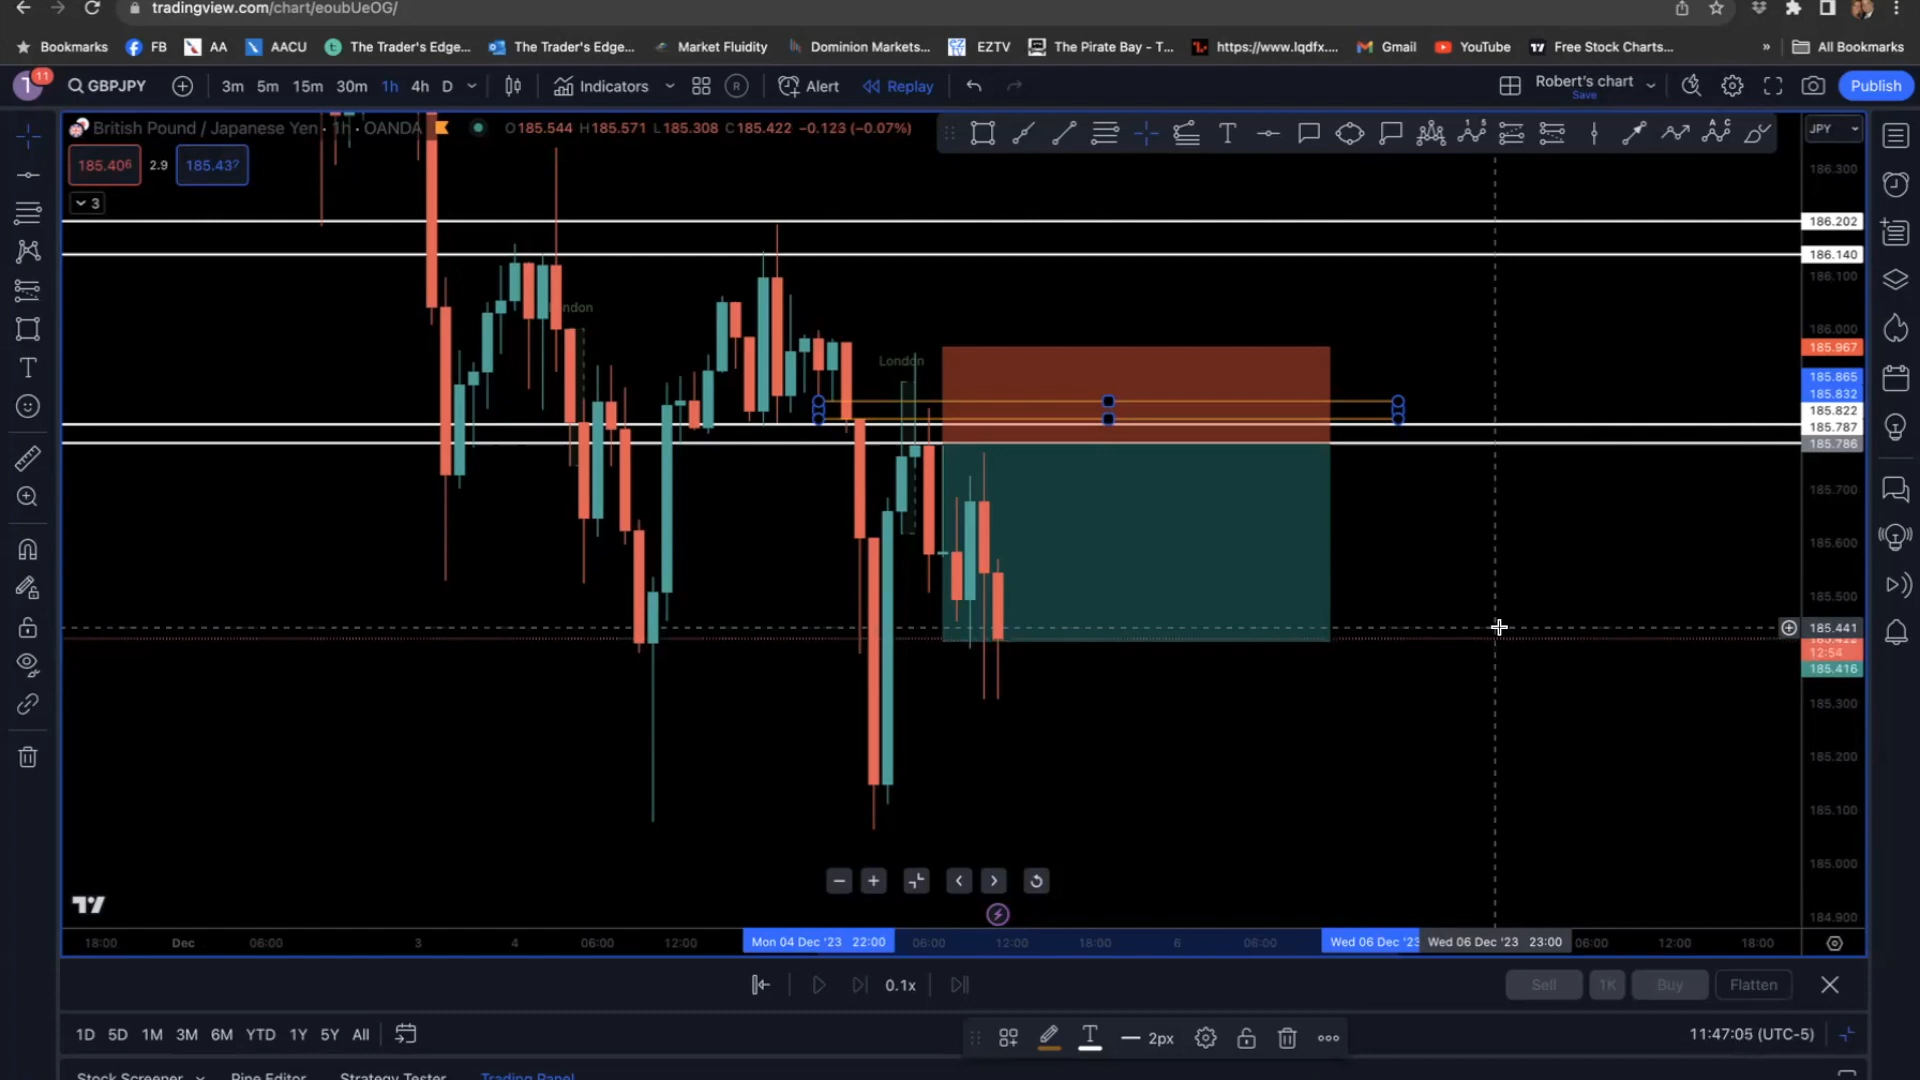 tradingview.com/chart/eoubUeOG/
Bookmarks FB AA AACU The Trader's Edge... The Trader's Edge... Market Fluidity Dominion Markets... EZTV The Pirate Bay - T... https://www.lqdfx.... Gmail YouTube Free Stock Charts... » All Bookmarks
T 11 GBPJPY 3m 5m 15m 30m 1h 4h D Indicators R Alert Replay Robert's chart Save Publish
British Pound / Japanese Yen · 1h · OANDA O185.544 H185.571 L185.308 C185.422 −0.123 (−0.07%) JPY
185.406 2.9 185.437
186.300
3
186.202
186.140
186.100
London
186.000
185.967
London
185.865
185.832
185.822
185.787
185.786
185.700
185.600
185.500
185.441
12:54
185.416
185.300
185.200
185.100
185.000
184.900
18:00 Dec 06:00 3 4 06:00 12:00 Mon 04 Dec '23 22:00 06:00 12:00 18:00 6 06:00 Wed 06 Dec '23 Wed 06 Dec '23 23:00 06:00 12:00 18:00
0.1x Sell 1K Buy Flatten
1D 5D 1M 3M 6M YTD 1Y 5Y All T 2px 11:47:05 (UTC-5)
Stock Screener Pine Editor Strategy Tester Trading Panel